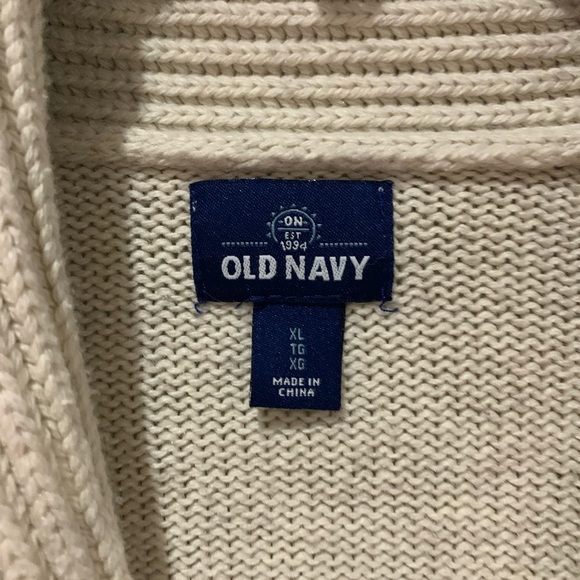 ON
EST
1994
OLD NAVY
XL
TG
XG
MADE IN
CHINA